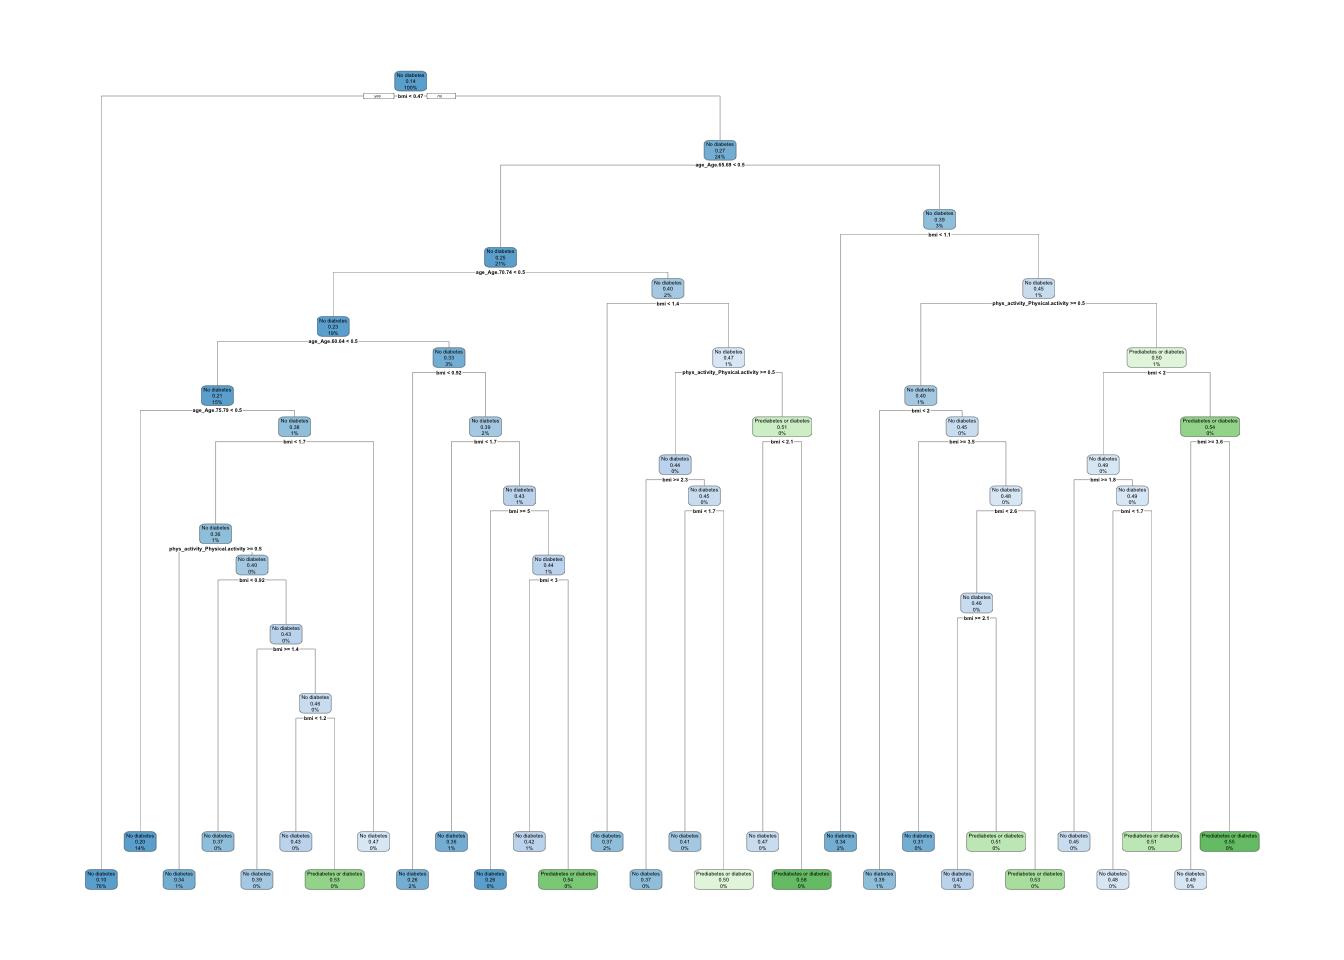 No diabetes
0.14
100%
yes
bmi < 0.47
no
No diabetes
0.27
24%
age_Age.65.69 < 0.5
No diabetes
0.39
3%
bmi < 1.1
No diabetes
0.25
21%
age_Age.70.74 < 0.5
No diabetes
0.40
2%
bmi < 1.4
No diabetes
0.45
1%
phys_activity_Physical.activity >= 0.5
No diabetes
0.23
19%
age_Age.60.64 < 0.5
No diabetes
0.33
3%
bmi < 0.92
No diabetes
0.47
1%
phys_activity_Physical.activity >= 0.5
Prediabetes or diabetes
0.50
1%
bmi < 2
No diabetes
0.21
15%
age_Age.75.79 < 0.5
No diabetes
0.40
1%
bmi < 2
No diabetes
0.38
1%
bmi < 1.7
No diabetes
0.39
2%
bmi < 1.7
Prediabetes or diabetes
0.51
0%
bmi < 2.1
No diabetes
0.45
0%
bmi >= 3.5
Prediabetes or diabetes
0.54
0%
bmi >= 3.6
No diabetes
0.44
0%
bmi >= 2.3
No diabetes
0.49
0%
bmi >= 1.8
No diabetes
0.43
1%
bmi >= 5
No diabetes
0.45
0%
bmi < 1.7
No diabetes
0.48
0%
bmi < 2.6
No diabetes
0.49
0%
bmi < 1.7
No diabetes
0.36
1%
phys_activity_Physical.activity >= 0.5
No diabetes
0.40
0%
bmi < 0.92
No diabetes
0.44
1%
bmi < 3
No diabetes
0.46
0%
bmi >= 2.1
No diabetes
0.43
0%
bmi >= 1.4
No diabetes
0.46
0%
bmi < 1.2
No diabetes
0.20
14%
No diabetes
0.37
0%
No diabetes
0.43
0%
No diabetes
0.47
0%
No diabetes
1%
No diabetes
0.42
1%
No diabetes
0.37
2%
No diabetes
0.41
0%
No diabetes
0.47
0%
No diabetes
0.34
2%
No diabetes
0.31
0%
Prediabetes or diabetes
0.51
0%
No diabetes
0.45
0%
Prediabetes or diabetes
0.51
0%
Prediabetes or diabetes
0.55
0%
No diabetes
0.10
76%
No diabetes
0.34
1%
No diabetes
0.39
0%
Prediabetes or diabetes
0.53
0%
No diabetes
0.26
2%
No diabetes
0%
Prediabetes or diabetes
0.54
0%
No diabetes
0.37
0%
Prediabetes or diabetes
0.50
0%
Prediabetes or diabetes
0.58
0%
No diabetes
0.39
1%
No diabetes
0.43
0%
Prediabetes or diabetes
0.53
0%
No diabetes
0.48
0%
No diabetes
0.49
0%